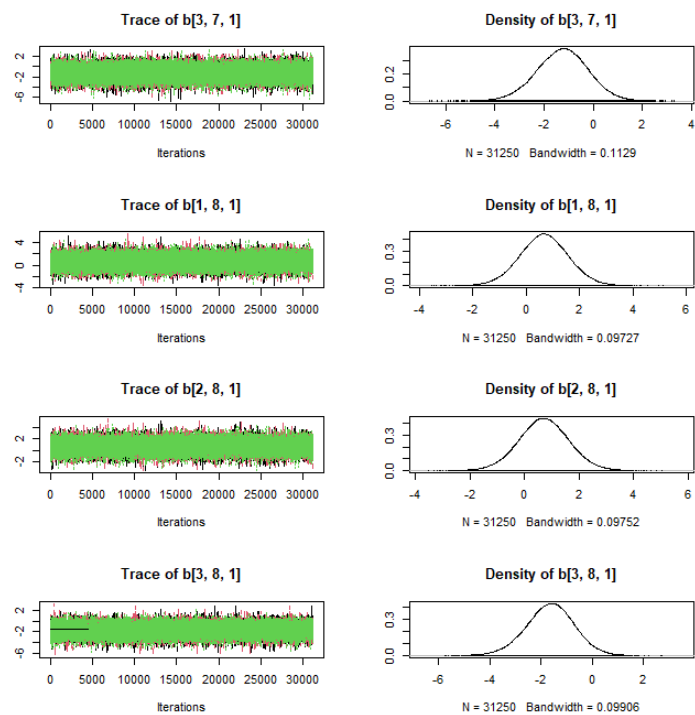 Trace of b[3, 7, 1]
2
-2
-6
0 5000 10000 15000 20000 25000 30000
Iterations
Density of b[3, 7, 1]
0.2
0.0
-6 -4 -2 0 2 4
N = 31250 Bandwidth = 0.1129
Trace of b[1, 8, 1]
4
0
-4
0 5000 10000 15000 20000 25000 30000
Iterations
Density of b[1, 8, 1]
0.3
0.0
-4 -2 0 2 4 6
N = 31250 Bandwidth = 0.09727
Trace of b[2, 8, 1]
2
-2
0 5000 10000 15000 20000 25000 30000
Iterations
Density of b[2, 8, 1]
0.3
0.0
-4 -2 0 2 4 6
N = 31250 Bandwidth = 0.09752
Trace of b[3, 8, 1]
2
-2
-6
0 5000 10000 15000 20000 25000 30000
Iterations
Density of b[3, 8, 1]
0.3
0.0
-6 -4 -2 0 2
N = 31250 Bandwidth = 0.09906